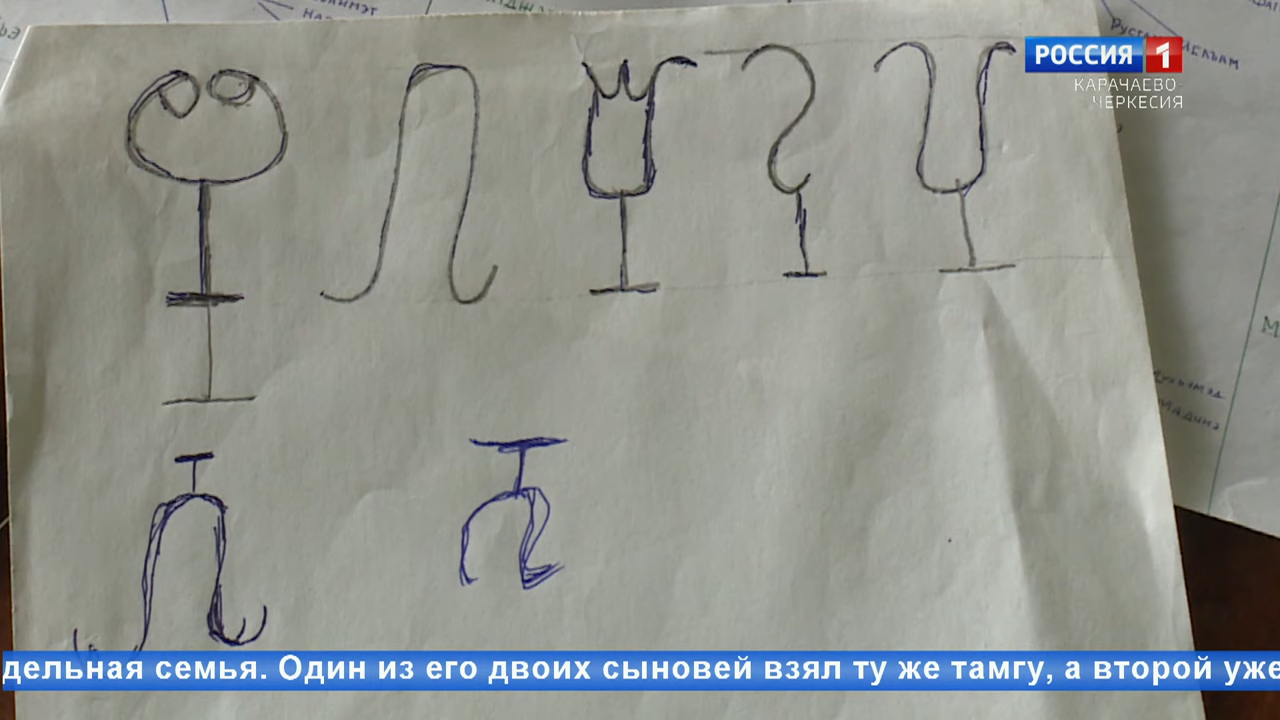 РОССИЯ 1
КАРАЧАЕВО-
ЧЕРКЕСИЯ
дельная семья. Один из его двоих сыновей взял ту же тамгу, а второй уже